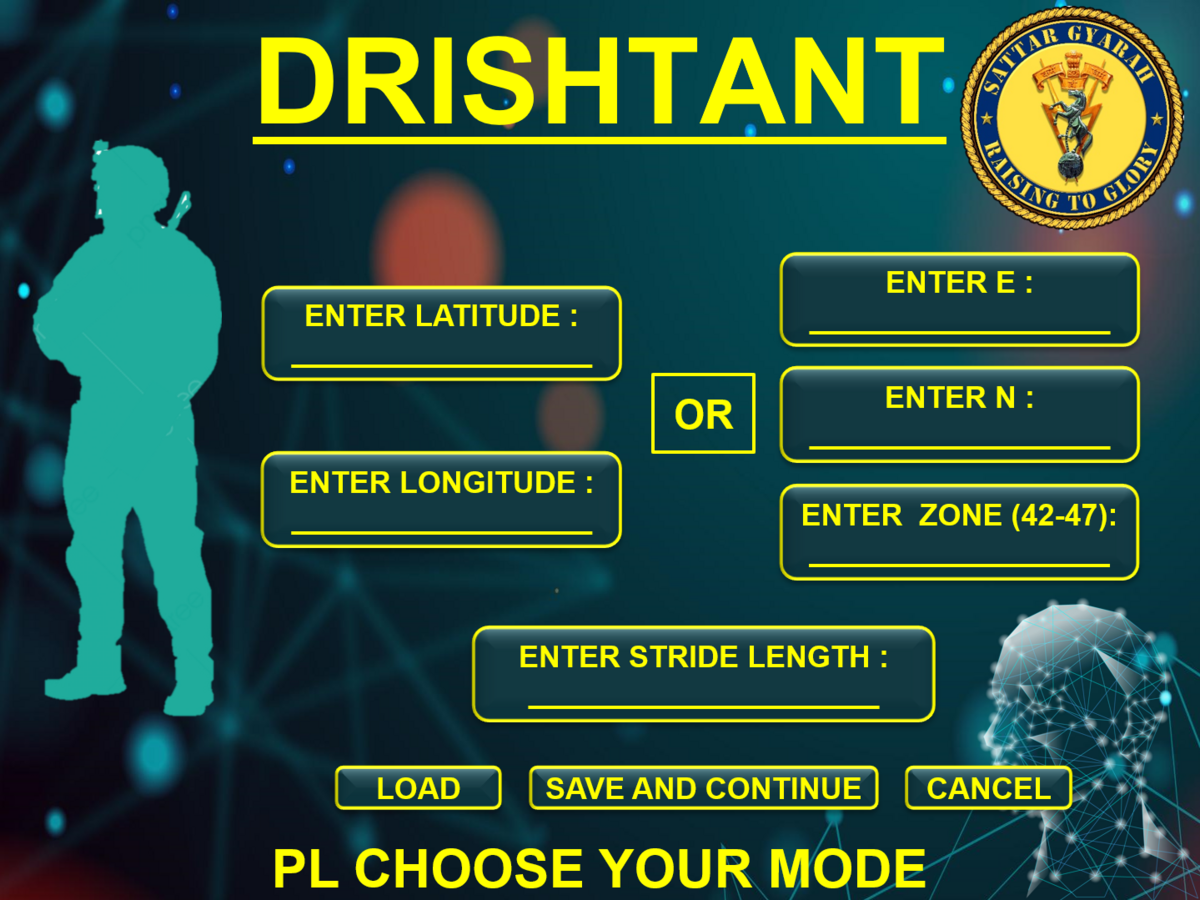 DRISHTANT
SATTAR GYARAH
RAISING TO GLORY
ENTER LATITUDE :
ENTER LONGITUDE :
OR
ENTER E :
ENTER N :
ENTER  ZONE (42-47):
ENTER STRIDE LENGTH :
LOAD
SAVE AND CONTINUE
CANCEL
PL CHOOSE YOUR MODE